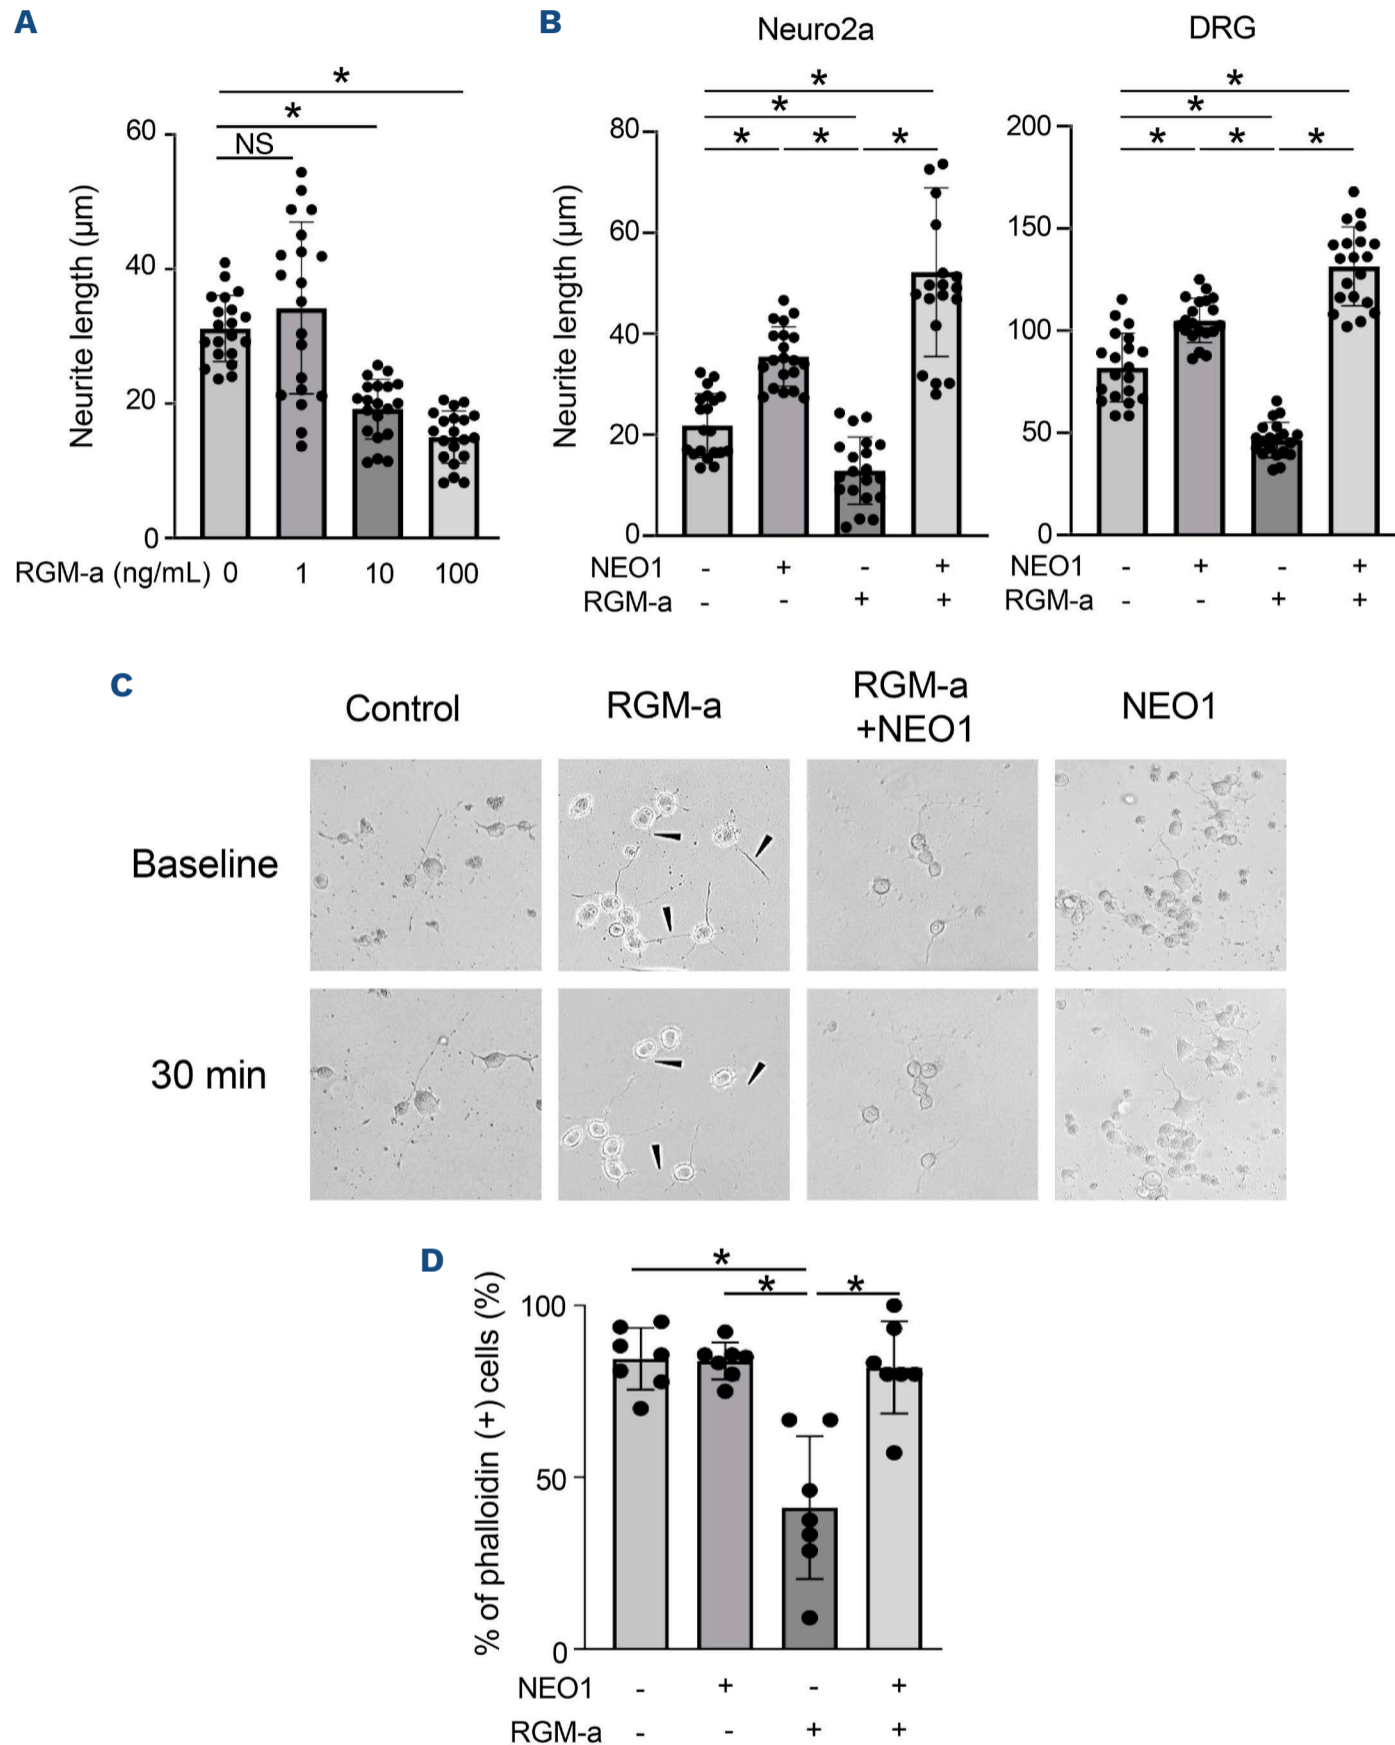 A
*
*
NS
60
40
20
0
Neurite length (µm)
RGM-a (ng/mL) 0 1 10 100
B
Neuro2a
*
*
* * *
80
60
40
20
0
Neurite length (µm)
NEO1 - + - +
RGM-a - - + +
DRG
*
*
* * *
200
150
100
50
0
NEO1 - + - +
RGM-a - - + +
C
Control
RGM-a
RGM-a
+NEO1
NEO1
Baseline
30 min
D
*
* *
100
50
0
% of phalloidin (+) cells (%)
NEO1 - + - +
RGM-a - - + +